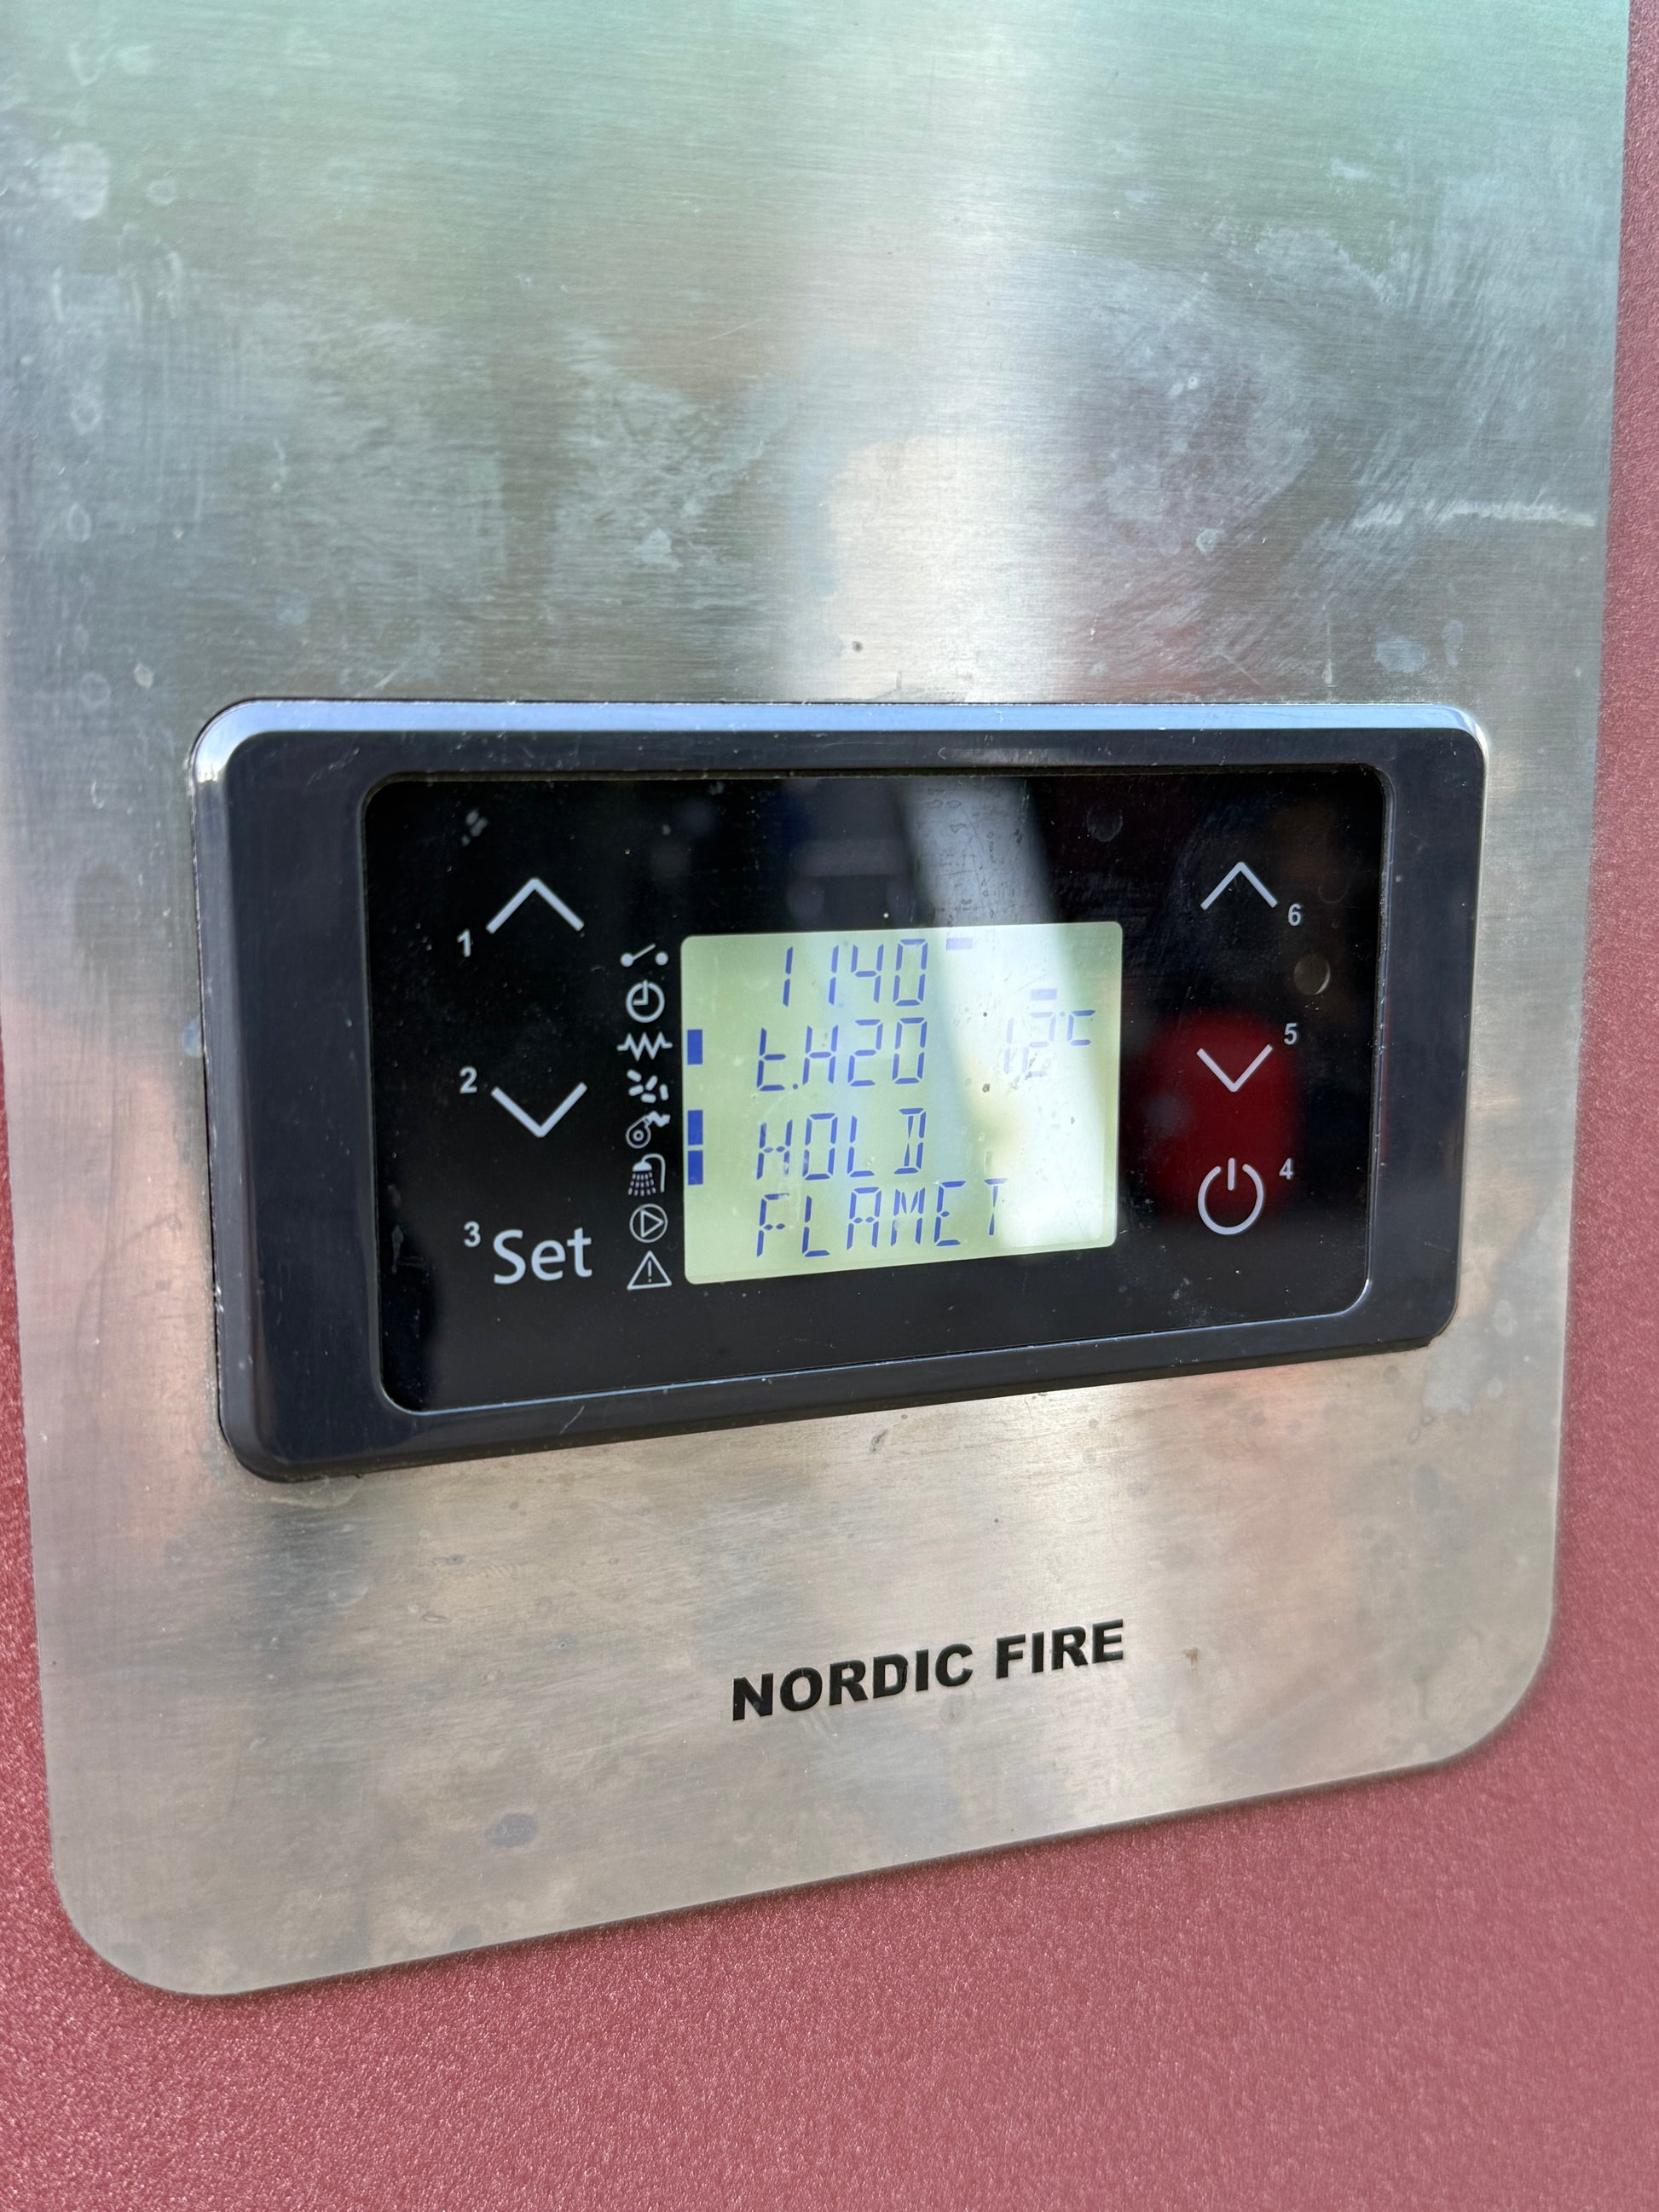 1
2
3 Set
1140
t.H20 12°C
HOLD
FLAMET
6
5
4
NORDIC FIRE